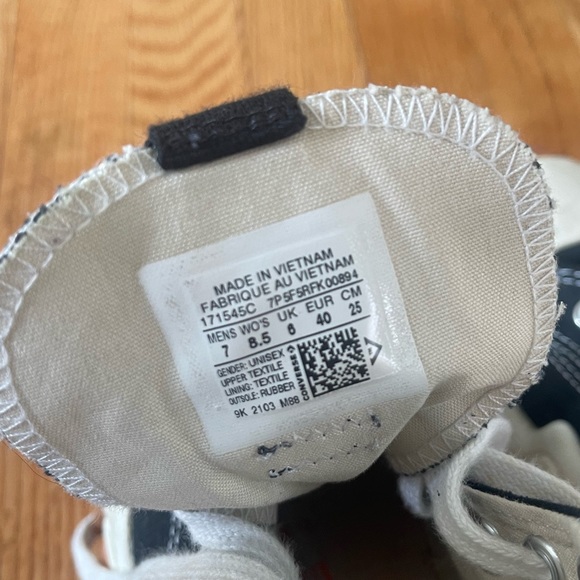 MADE IN VIETNAM
FABRIQUE AU VIETNAM
171545C 7P5F5RFK00894
MENS WO'S UK EUR CM
7 8.5 6 40 25
GENDER: UNISEX
UPPER TEXTILE
LINING: TEXTILE
OUTSOLE: RUBBER
CONVERSE
9K 2103 M88